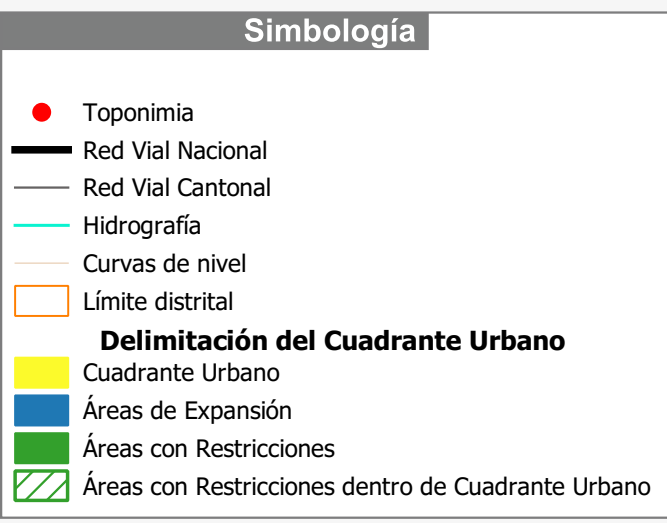 Simbología
Toponimia
Red Vial Nacional
Red Vial Cantonal
Hidrografía
Curvas de nivel
Límite distrital
Delimitación del Cuadrante Urbano
Cuadrante Urbano
Áreas de Expansión
Áreas con Restricciones
Áreas con Restricciones dentro de Cuadrante Urbano